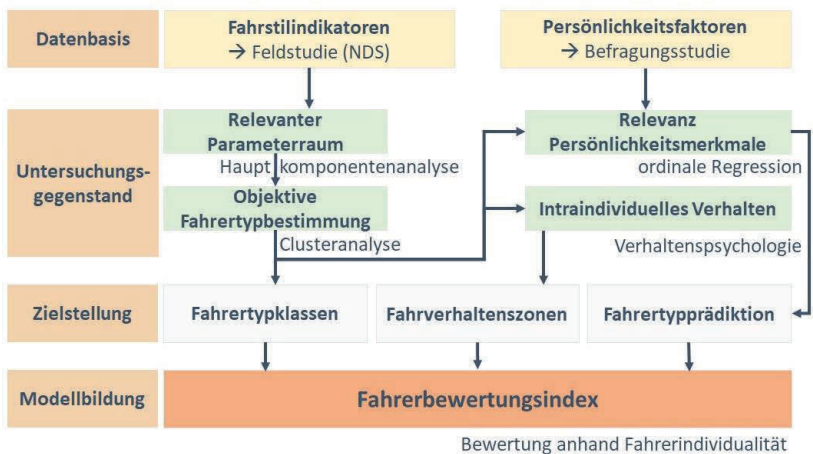 Datenbasis
Fahrstilindikatoren
→ Feldstudie (NDS)
Persönlichkeitsfaktoren
→ Befragungsstudie
Untersuchungs-
gegenstand
Relevanter
Parameterraum
Haupt komponentenanalyse
Objektive
Fahrertypbestimmung
Clusteranalyse
Relevanz
Persönlichkeitsmerkmale
ordinale Regression
Intraindividuelles Verhalten
Verhaltenspsychologie
Zielstellung
Fahrertypklassen
Fahrverhaltenszonen
Fahrertypprädiktion
Modellbildung
Fahrerbewertungsindex
Bewertung anhand Fahrerindividualität